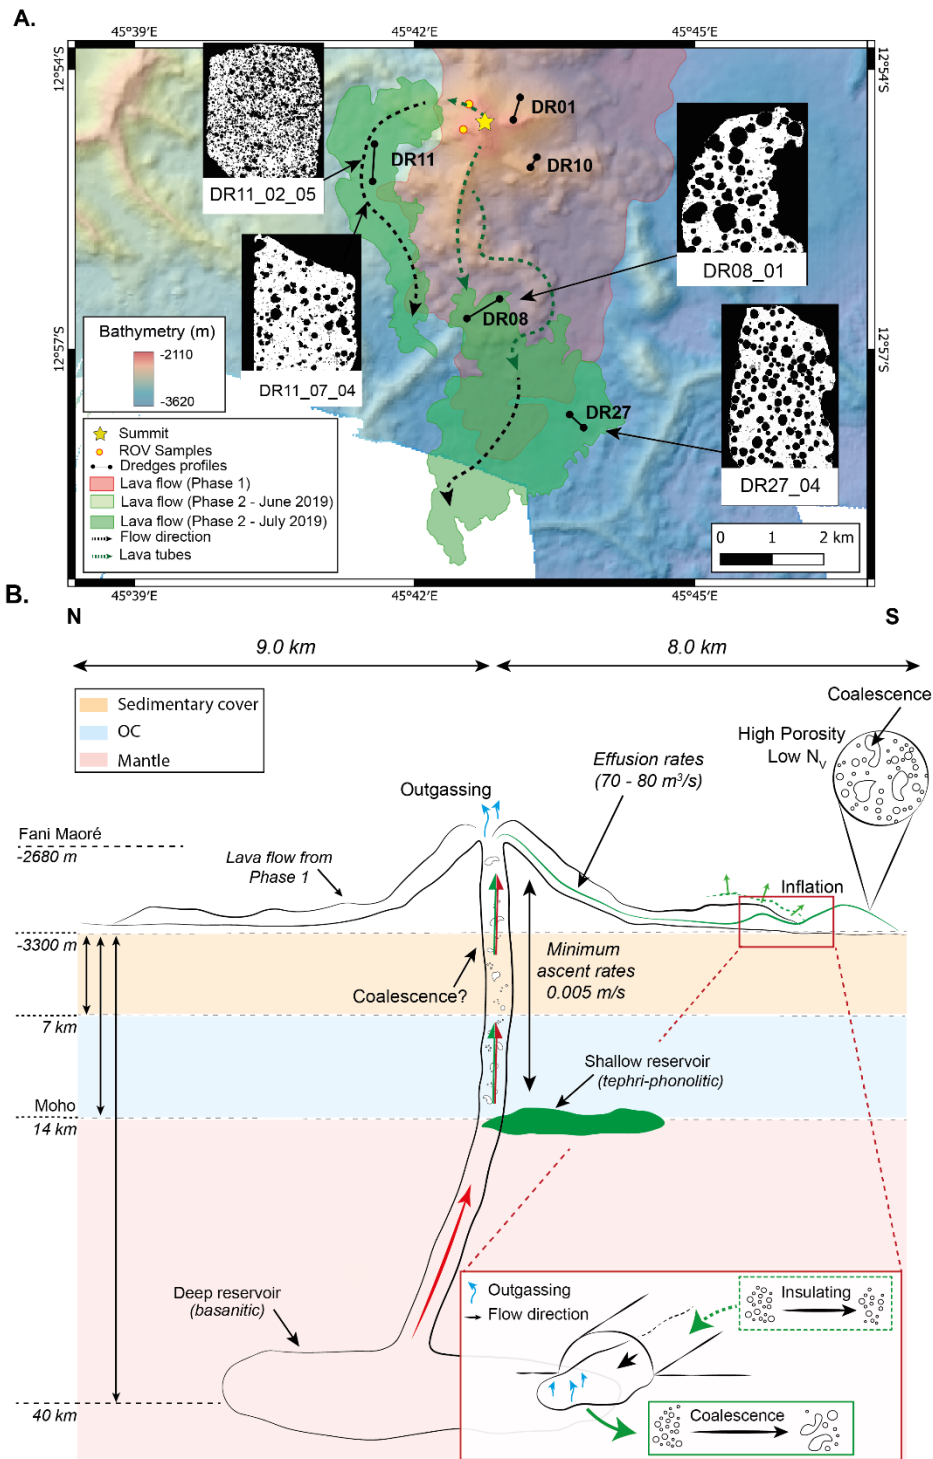 A.
45°39'E
45°42'E
45°45'E
12°54'S
12°54'S
DR01
DR11
DR10
DR11_02_05
DR08_01
DR11_07_04
DR08
12°57'S
12°57'S
Bathymetry (m)
-2110
-3620
DR27
DR27_04
Summit
ROV Samples
Dredges profiles
Lava flow (Phase 1)
Lava flow (Phase 2 - June 2019)
Lava flow (Phase 2 - July 2019)
Flow direction
Lava tubes
0 1 2 km
45°39'E
45°42'E
45°45'E
B.
N
S
9.0 km
8.0 km
Sedimentary cover
OC
Mantle
Coalescence
High Porosity
Low Nv
Effusion rates
(70 - 80 m³/s)
Outgassing
Fani Maoré
-2680 m
Lava flow from
Phase 1
Inflation
-3300 m
Minimum
ascent rates
0.005 m/s
Coalescence?
7 km
Shallow reservoir
(tephri-phonolitic)
Moho
14 km
Deep reservoir
(basanitic)
40 km
Outgassing
Flow direction
Insulating
Coalescence